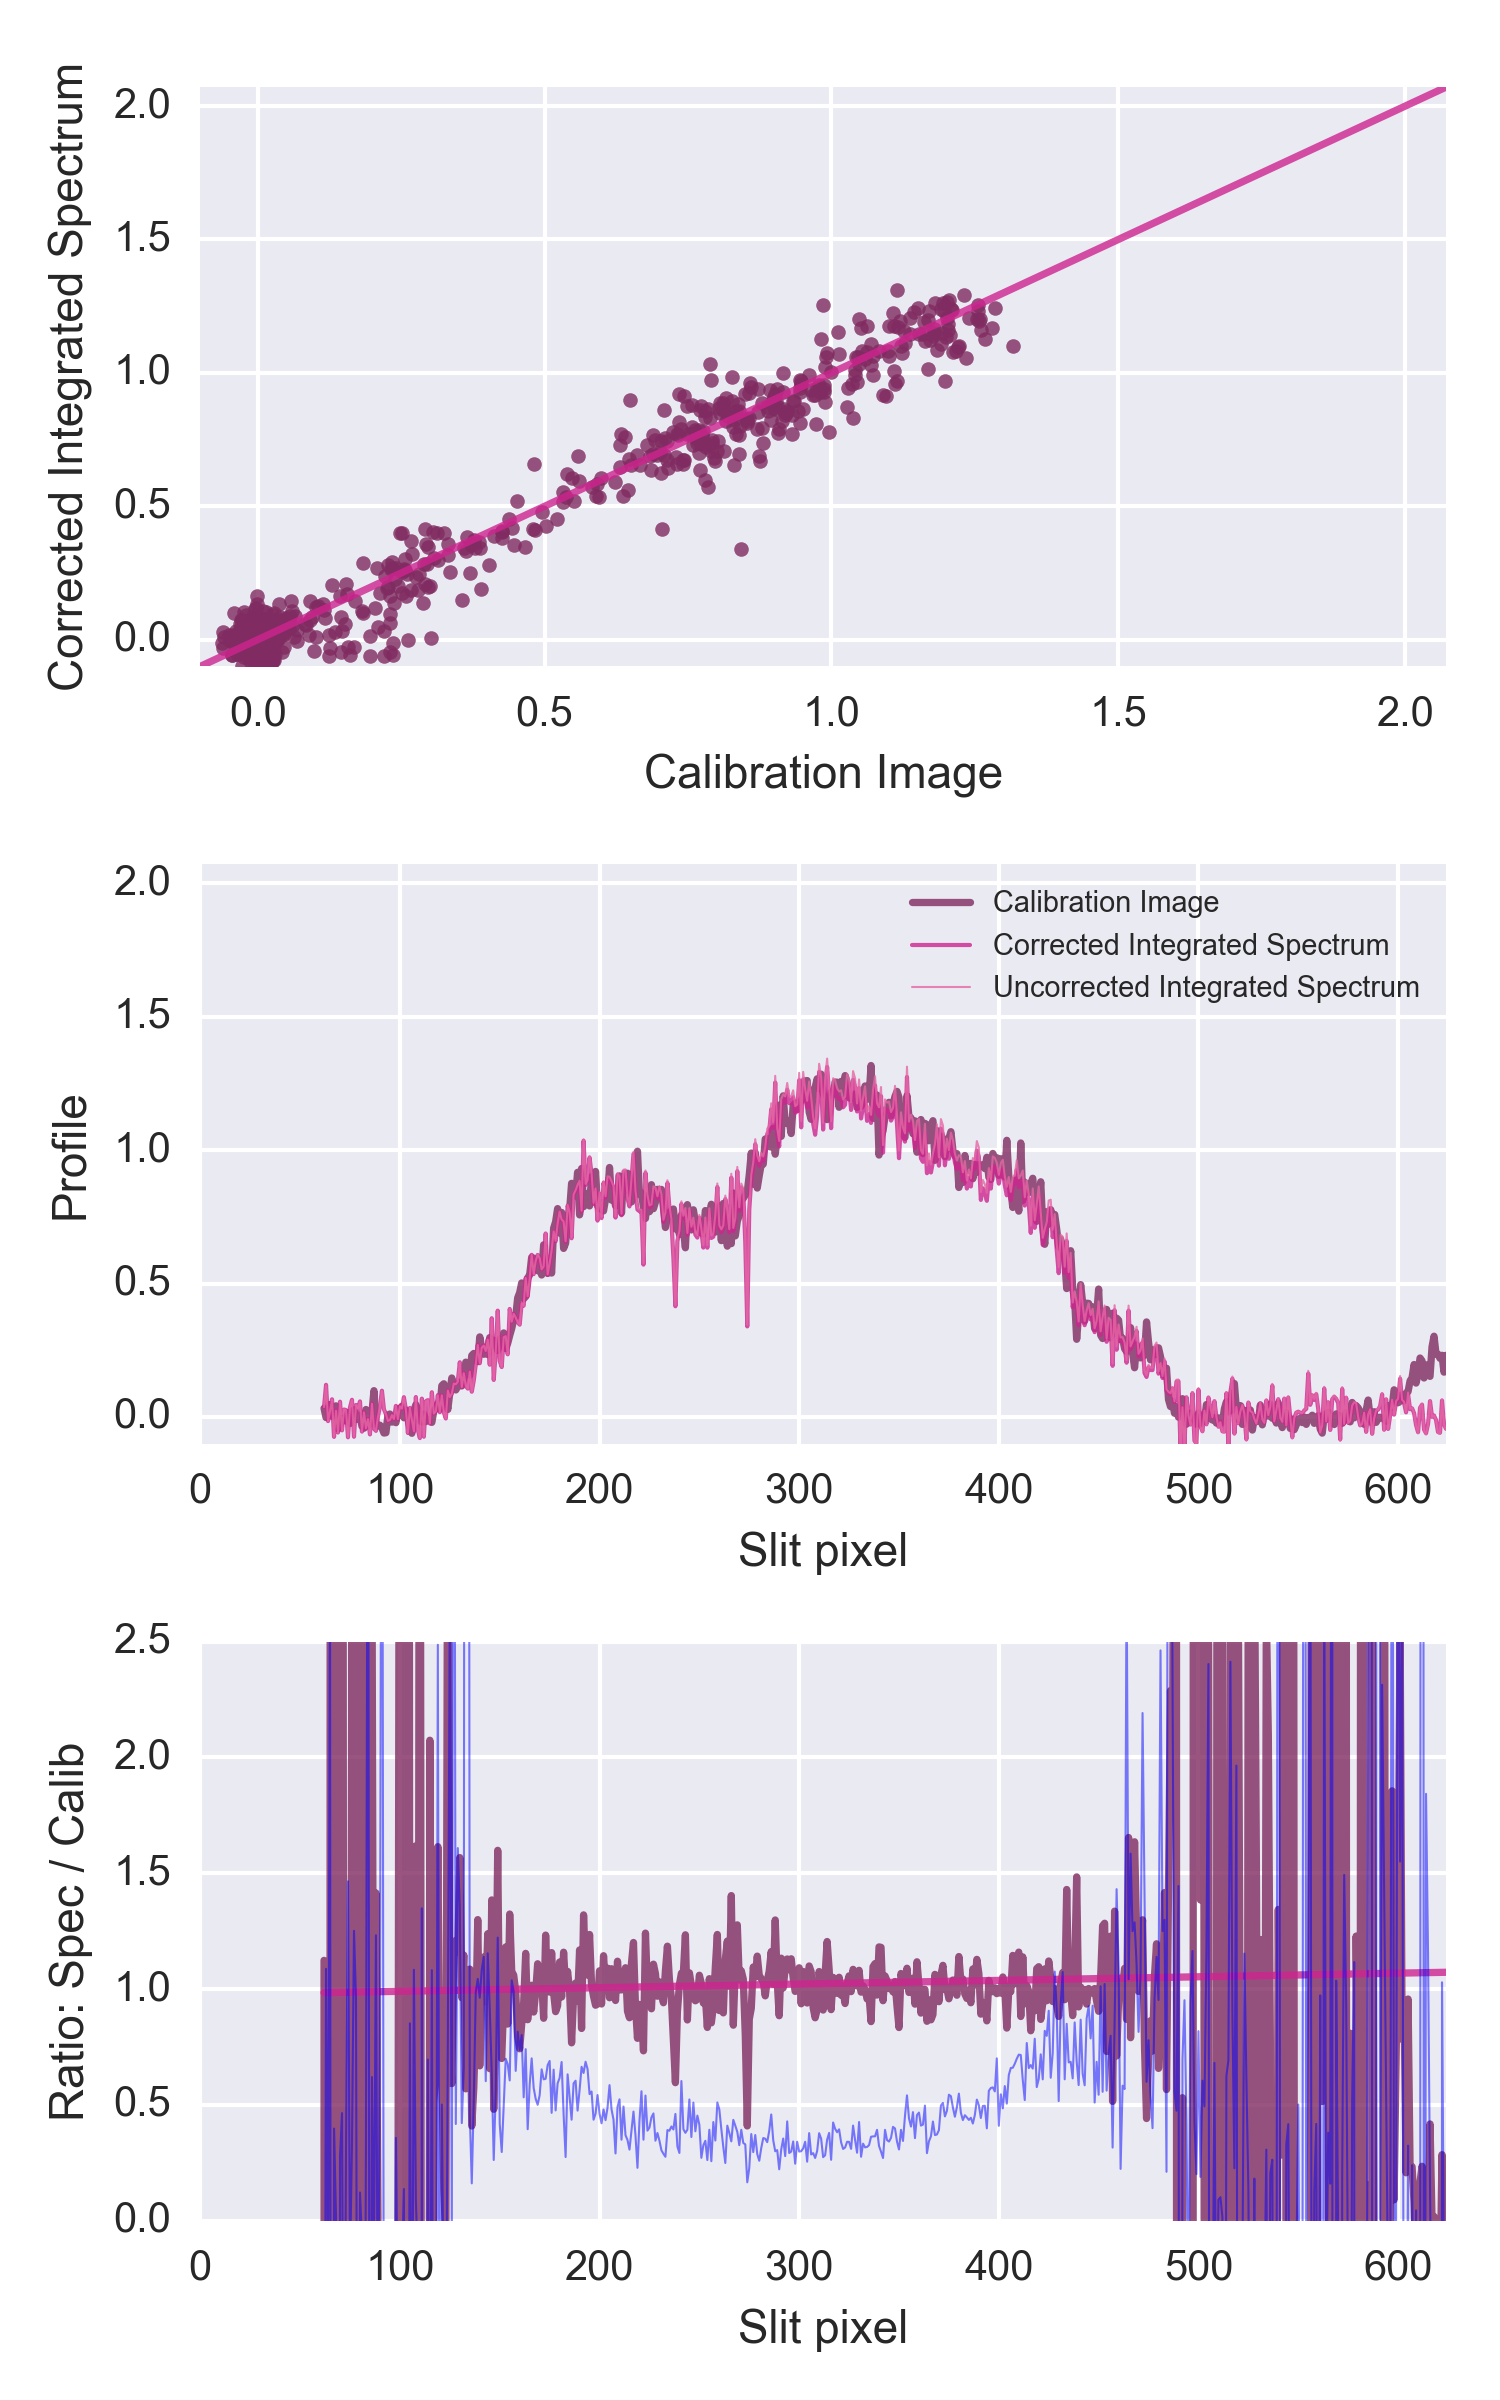 Corrected Integrated Spectrum
2.0
1.5
1.0
0.5
0.0
0.0 0.5 1.0 1.5 2.0
Calibration Image
Profile
2.0
1.5
1.0
0.5
0.0
Calibration Image
Corrected Integrated Spectrum
Uncorrected Integrated Spectrum
0 100 200 300 400 500 600
Slit pixel
Ratio: Spec / Calib
2.5
2.0
1.5
1.0
0.5
0.0
0 100 200 300 400 500 600
Slit pixel